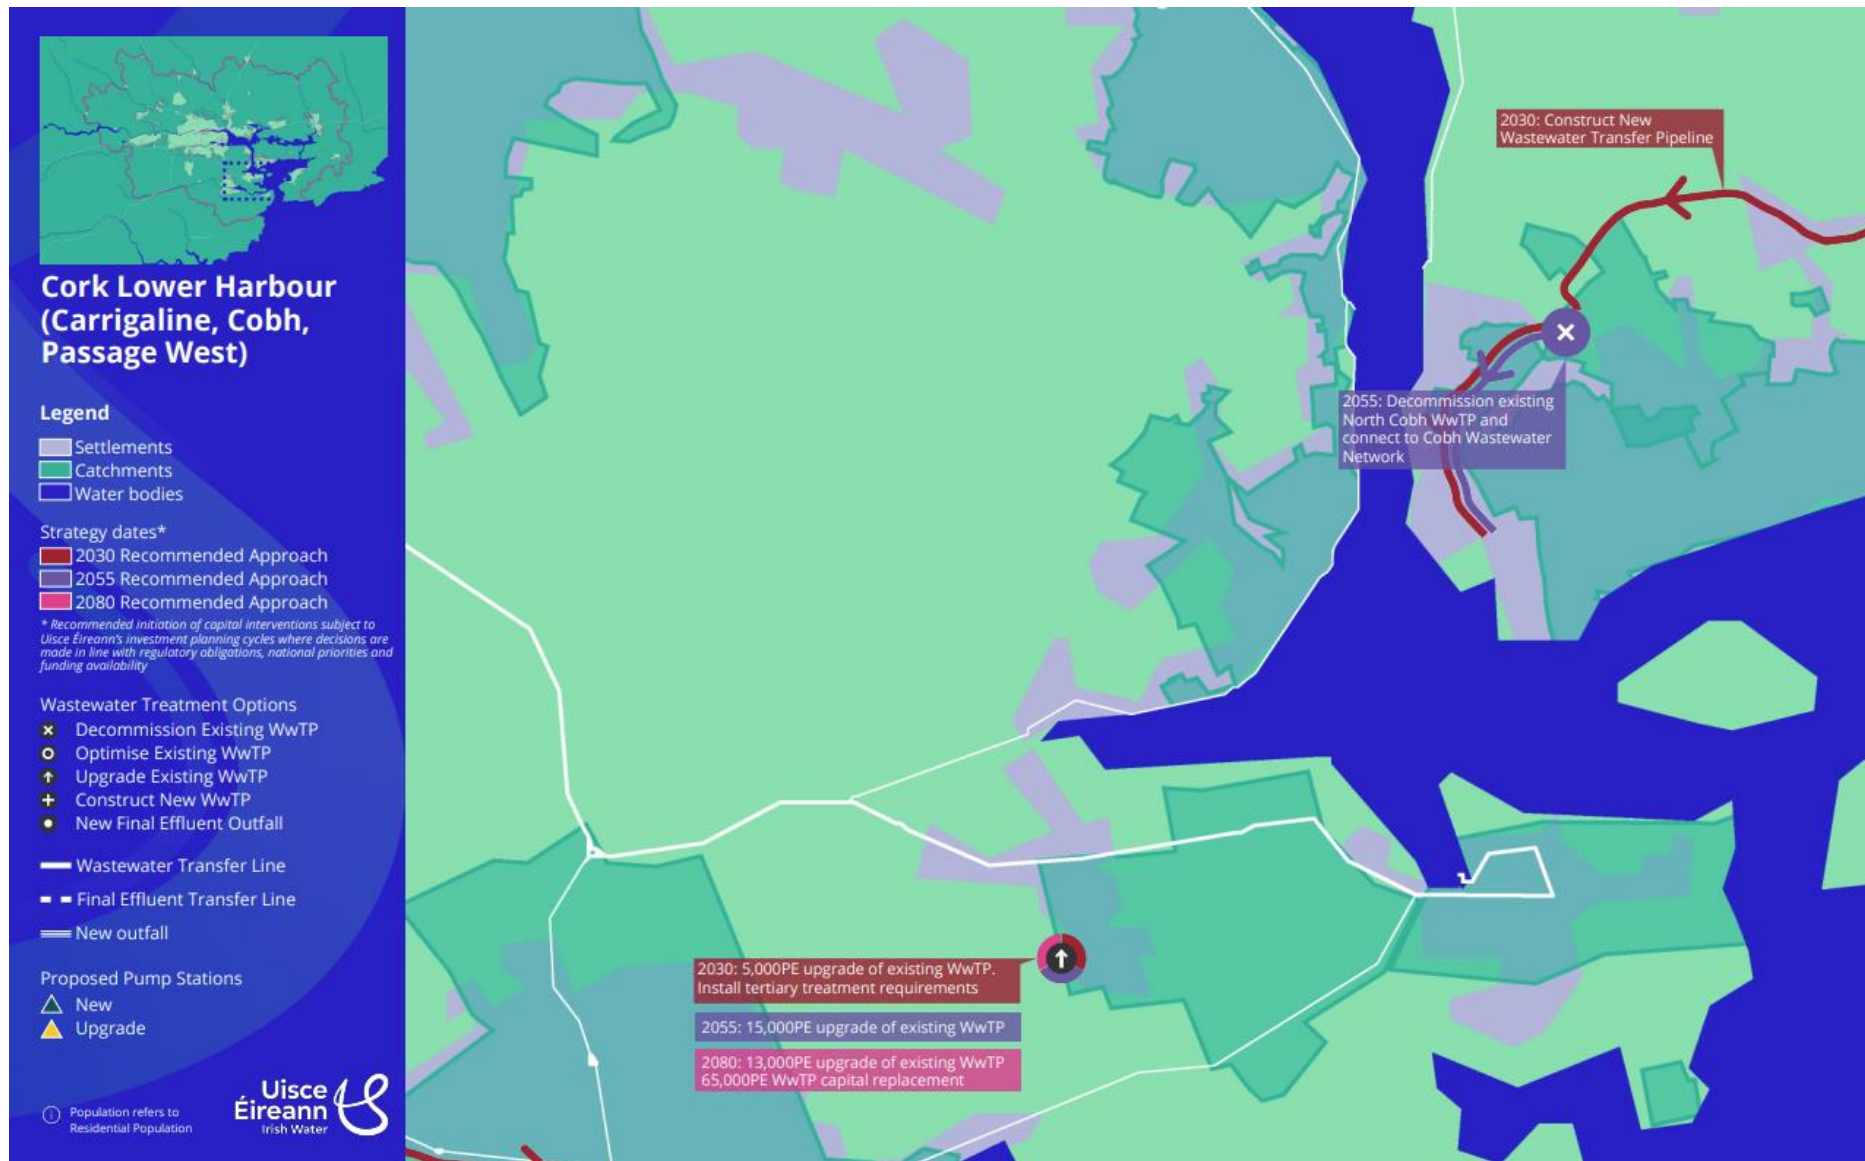 Cork Lower Harbour
(Carrigaline, Cobh,
Passage West)
Legend
Settlements
Catchments
Water bodies
Strategy dates*
2030 Recommended Approach
2055 Recommended Approach
2080 Recommended Approach
* Recommended initiation of capital interventions subject to
Uisce Éireann's investment planning cycles where decisions are
made in line with regulatory obligations, national priorities and
funding availability
Wastewater Treatment Options
Decommission Existing WwTP
Optimise Existing WwTP
Upgrade Existing WwTP
Construct New WwTP
New Final Effluent Outfall
Wastewater Transfer Line
Final Effluent Transfer Line
New outfall
Proposed Pump Stations
New
Upgrade
Population refers to
Residential Population
Uisce
Éireann
Irish Water
2030: Construct New
Wastewater Transfer Pipeline
2055: Decommission existing
North Cobh WwTP and
connect to Cobh Wastewater
Network
2030: 5,000PE upgrade of existing WwTP.
Install tertiary treatment requirements
2055: 15,000PE upgrade of existing WwTP
2080: 13,000PE upgrade of existing WwTP
65,000PE WwTP capital replacement